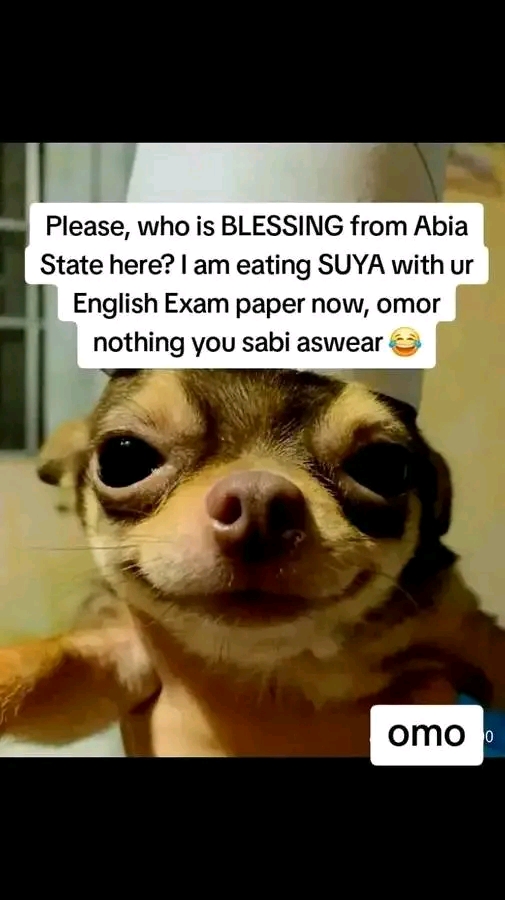 Please, who is BLESSING from Abia
State here? I am eating SUYA with ur
English Exam paper now, omor
nothing you sabi aswear 😂
omo